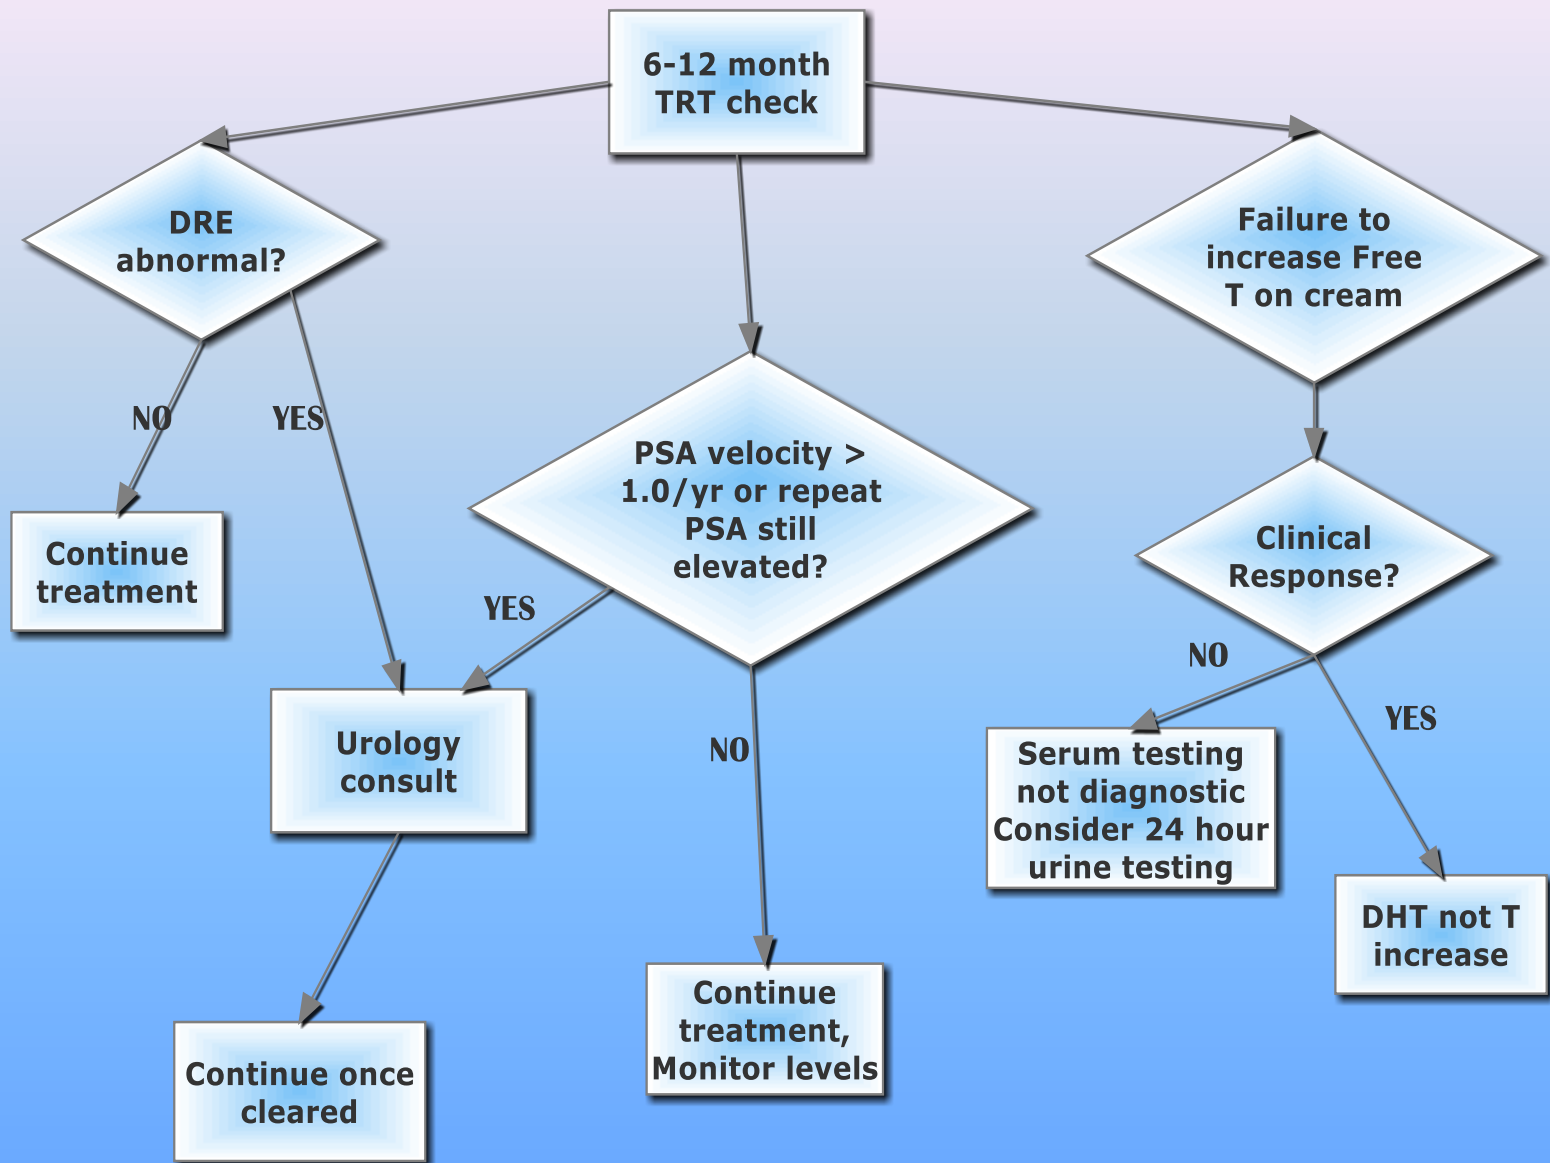 6-12 month
TRT check
DRE
abnormal?
Failure to
increase Free
T on cream
NO
YES
PSA velocity >
1.0/yr or repeat
PSA still
elevated?
Clinical
Response?
Continue
treatment
YES
NO
YES
Urology
consult
NO
Serum testing
not diagnostic
Consider 24 hour
urine testing
DHT not T
increase
Continue
treatment,
Monitor levels
Continue once
cleared